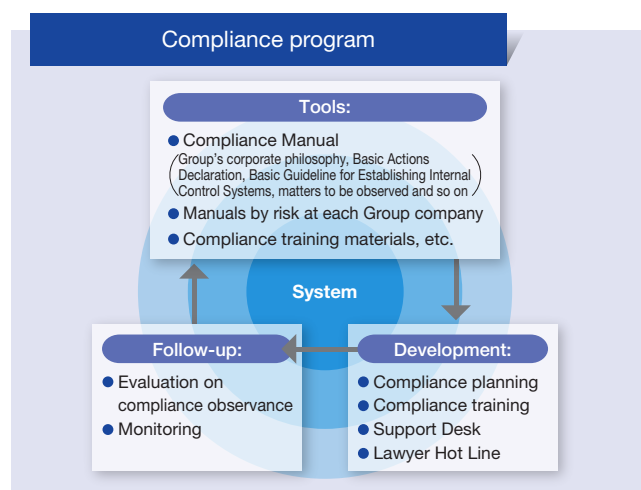 Compliance program
Tools:
● Compliance Manual
(Group's corporate philosophy, Basic Actions
Declaration, Basic Guideline for Establishing Internal
Control Systems, matters to be observed and so on)
● Manuals by risk at each Group company
● Compliance training materials, etc.
System
Follow-up:
● Evaluation on
compliance observance
● Monitoring
Development:
● Compliance planning
● Compliance training
● Support Desk
● Lawyer Hot Line